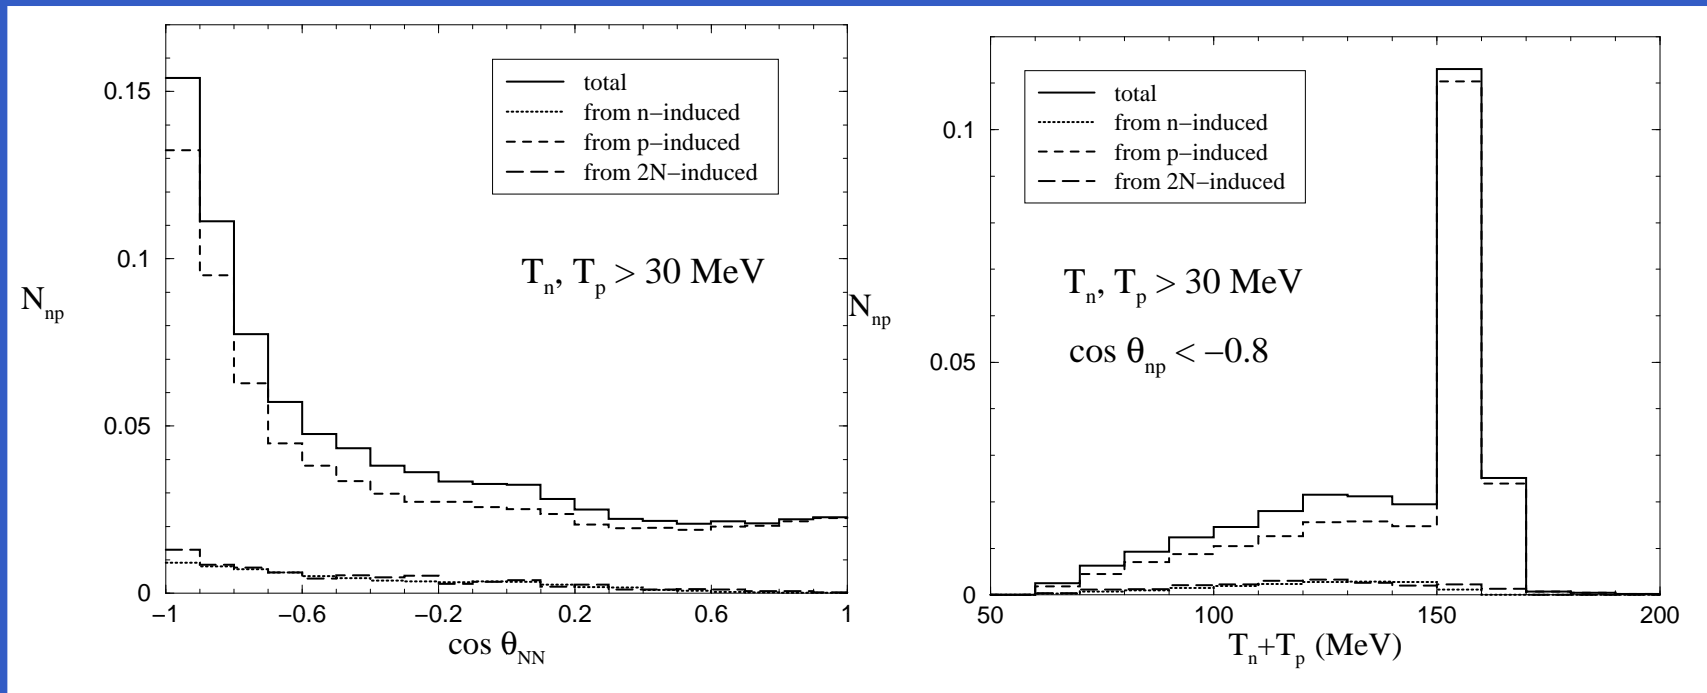 0.15
0.1
0.05
0
N_np
total
from n−induced
from p−induced
from 2N−induced
T_n, T_p > 30 MeV
−1 −0.6 −0.2 0.2 0.6 1
cos θ_NN
0.1
0.05
0
N_np
total
from n−induced
from p−induced
from 2N−induced
T_n, T_p > 30 MeV
cos θ_np < −0.8
50 100 150 200
T_n+T_p (MeV)